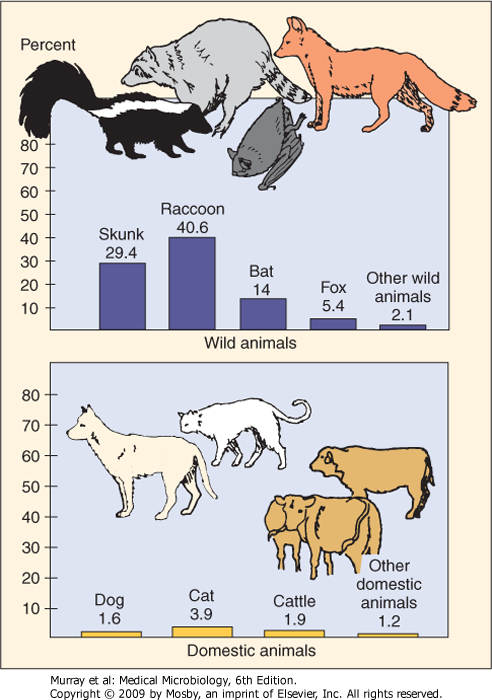 Percent
80
70
60
50
40
30
20
10
Skunk
29.4
Raccoon
40.6
Bat
14
Fox
5.4
Other wild
animals
2.1
Wild animals
80
70
60
50
40
30
20
10
Dog
1.6
Cat
3.9
Cattle
1.9
Other
domestic
animals
1.2
Domestic animals
Murray et al: Medical Microbiology, 6th Edition.
Copyright © 2009 by Mosby, an imprint of Elsevier, Inc. All rights reserved.